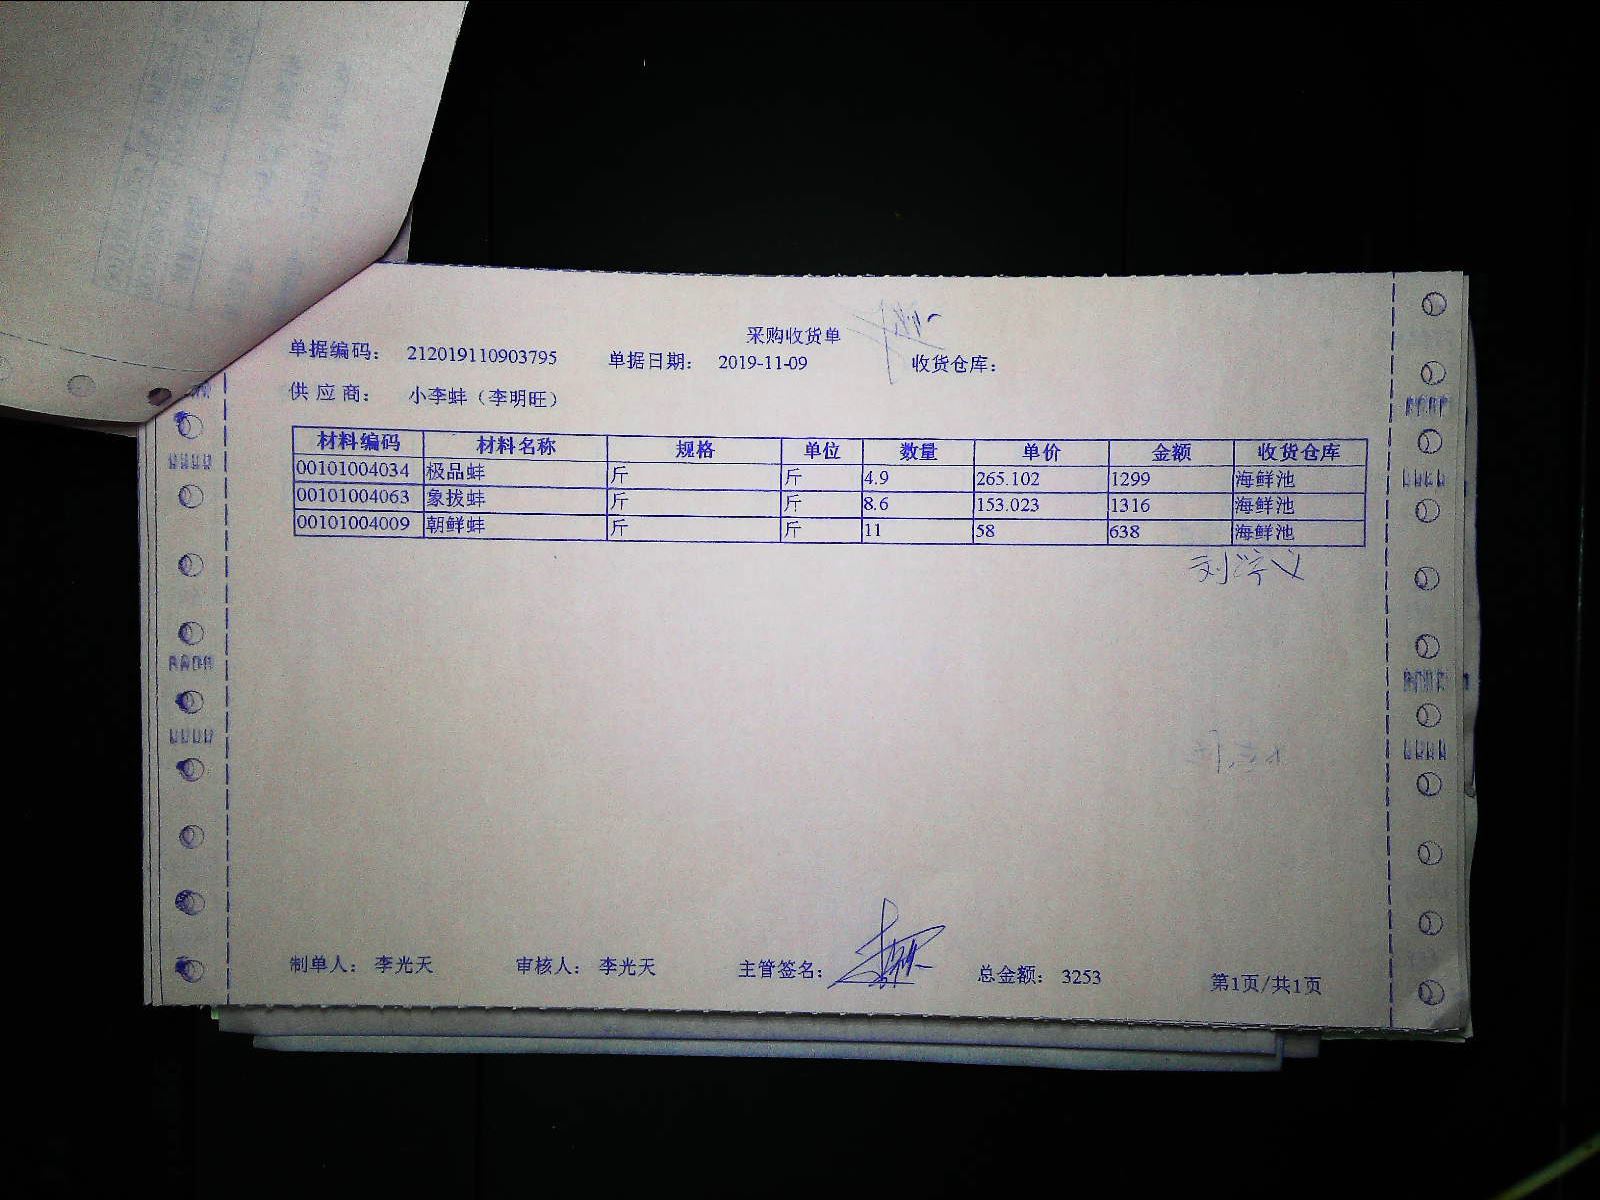 采购收货单
单据编码: 212019110903795 单据日期: 2019-11-09 收货仓库:
供应商: 小李蚌（李明旺）
材料编码 材料名称 规格 单位 数量 单价 金额 收货仓库
00101004034 极品蚌 斤 斤 4.9 265.102 1299 海鲜池
00101004063 象拔蚌 斤 斤 8.6 153.023 1316 海鲜池
00101004009 朝鲜蚌 斤 斤 11 58 638 海鲜池
制单人: 李光天 审核人: 李光天 主管签名: 总金额: 3253 第1页/共1页